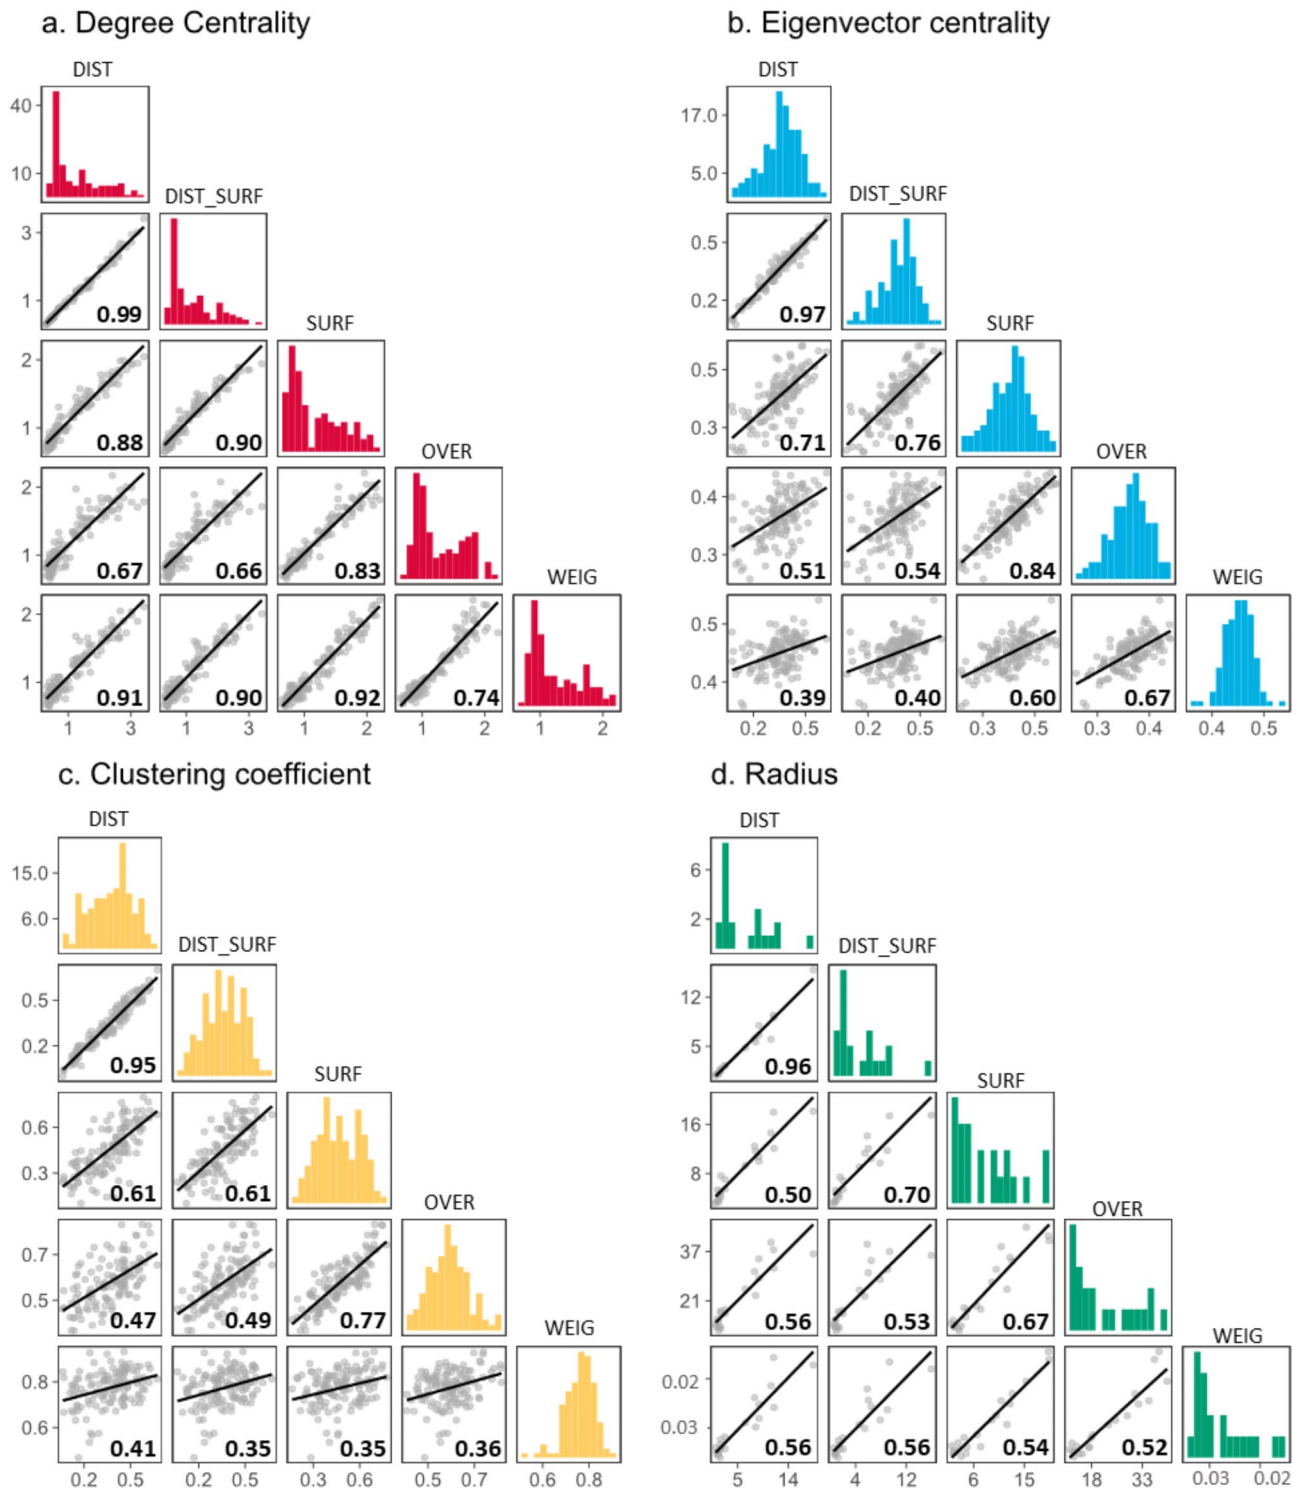 a. Degree Centrality
b. Eigenvector centrality
DIST
DIST
40
10
17.0
5.0
DIST_SURF
DIST_SURF
3
1
0.99
0.5
0.2
0.97
SURF
SURF
2
1
0.88
0.90
0.5
0.3
0.71
0.76
OVER
OVER
2
1
0.67
0.66
0.83
0.4
0.3
0.51
0.54
0.84
WEIG
WEIG
2
1
0.91
0.90
0.92
0.74
0.5
0.4
0.39
0.40
0.60
0.67
1 3 1 3 1 2 1 2 1 2
0.2 0.5 0.2 0.5 0.3 0.5 0.3 0.4 0.4 0.5
c. Clustering coefficient
d. Radius
DIST
DIST
15.0
6.0
6
2
DIST_SURF
DIST_SURF
0.5
0.2
0.95
12
5
0.96
SURF
SURF
0.6
0.3
0.61
0.61
16
8
0.50
0.70
OVER
OVER
0.7
0.5
0.47
0.49
0.77
37
21
0.56
0.53
0.67
WEIG
WEIG
0.8
0.6
0.41
0.35
0.35
0.36
0.02
0.03
0.56
0.56
0.54
0.52
0.2 0.5 0.2 0.5 0.3 0.6 0.5 0.7 0.6 0.8
5 14 4 12 6 15 18 33 0.03 0.02